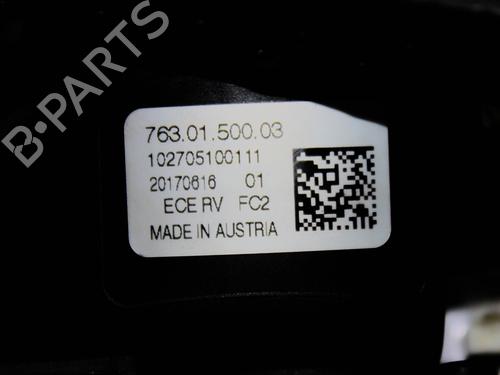 763.01.500.03
102705100111
20170616 01
ECE RV FC2
MADE IN AUSTRIA
B-PARTS